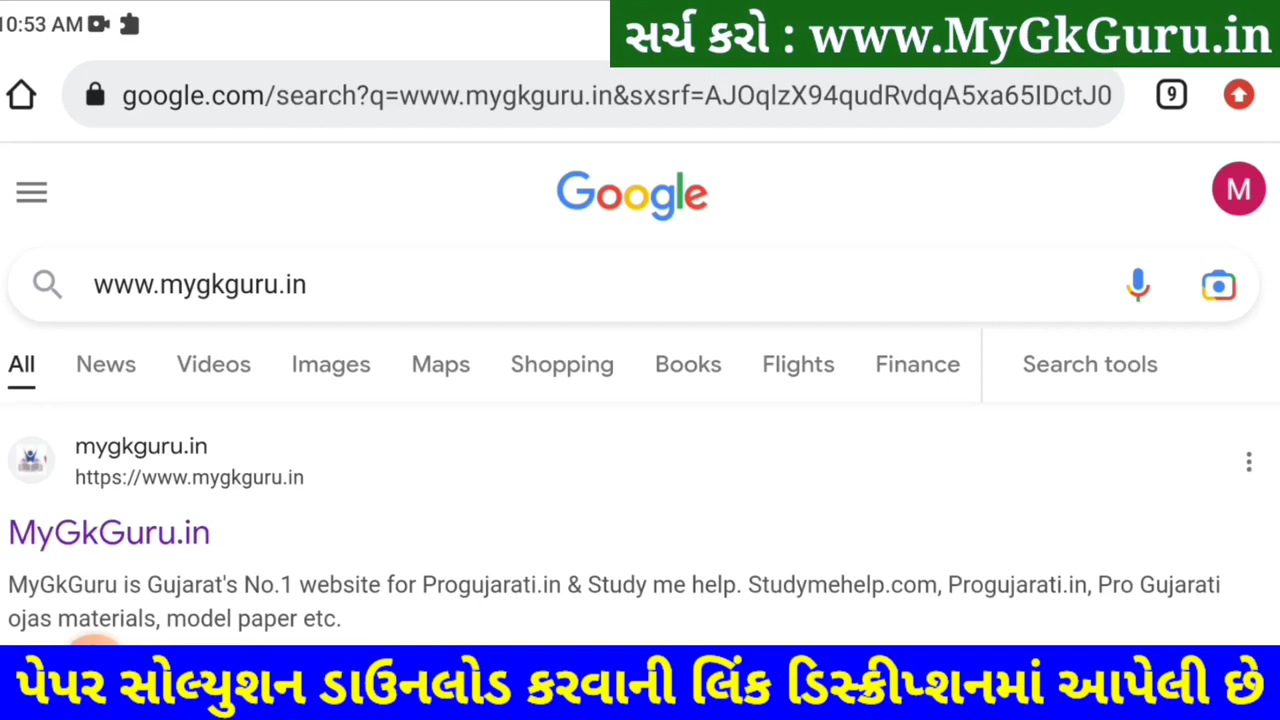 10:53 AM
સર્ચ કરો : www.MyGkGuru.in
google.com/search?q=www.mygkguru.in&sxsrf=AJOqlzX94qudRvdqA5xa65IDctJ0
9
Google
M
www.mygkguru.in
All News Videos Images Maps Shopping Books Flights Finance Search tools
mygkguru.in
https://www.mygkguru.in
MyGkGuru.in
MyGkGuru is Gujarat's No.1 website for Progujarati.in & Study me help. Studymehelp.com, Progujarati.in, Pro Gujarati
ojas materials, model paper etc.
પેપર સોલ્યુશન ડાઉનલોડ કરવાની લિંક ડિસ્ક્રીપ્શનમાં આપેલી છે